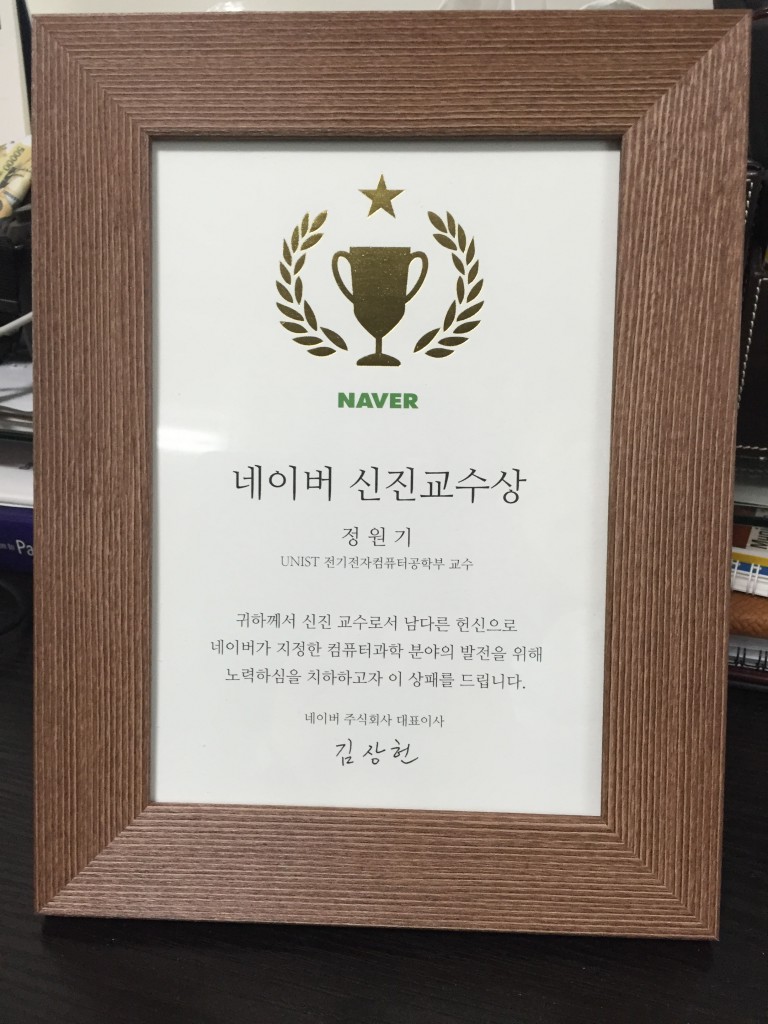 NAVER
네이버 신진교수상
정원기
UNIST 전기전자컴퓨터공학부 교수
귀하께서 신진 교수로서 남다른 헌신으로
네이버가 지정한 컴퓨터과학 분야의 발전을 위해
노력하심을 치하하고자 이 상패를 드립니다.
네이버 주식회사 대표이사
김상헌
Pa